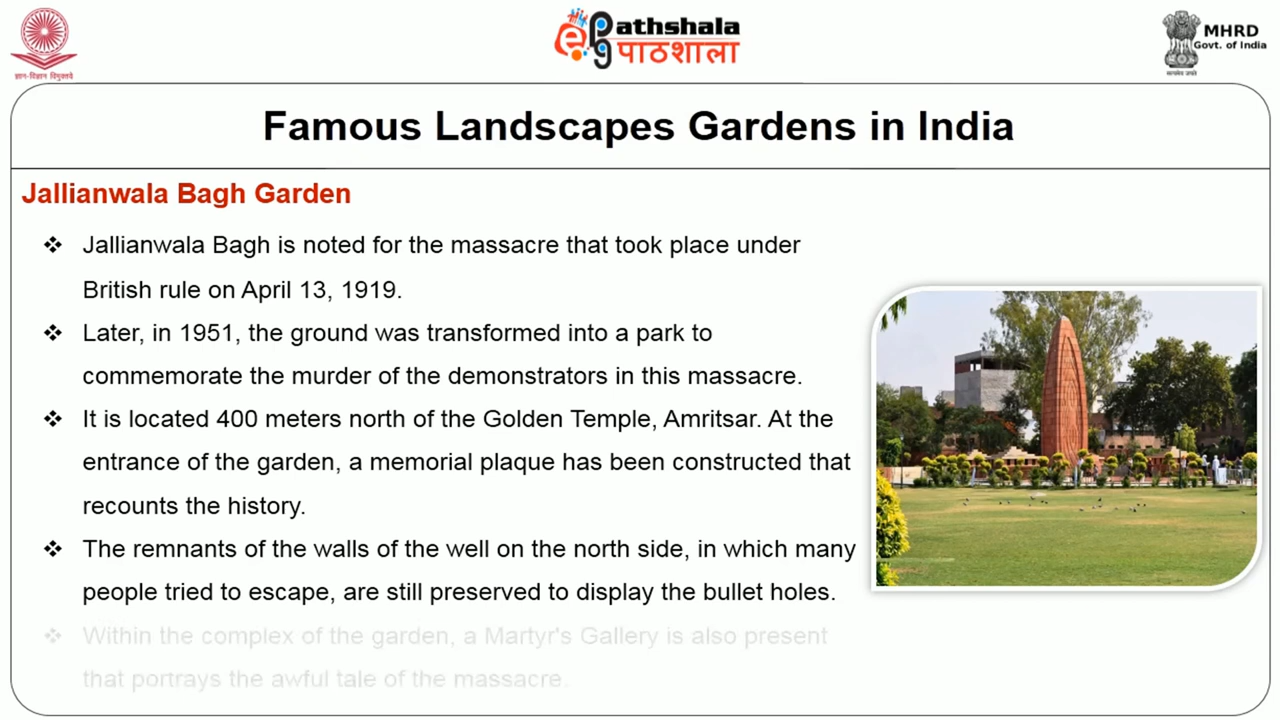 ज्ञान-विज्ञान विमुक्तये
ePathshala
पाठशाला
सत्यमेव जयते
MHRD
Govt. of India
Famous Landscapes Gardens in India
Jallianwala Bagh Garden
❖ Jallianwala Bagh is noted for the massacre that took place under
British rule on April 13, 1919.
❖ Later, in 1951, the ground was transformed into a park to
commemorate the murder of the demonstrators in this massacre.
❖ It is located 400 meters north of the Golden Temple, Amritsar. At the
entrance of the garden, a memorial plaque has been constructed that
recounts the history.
❖ The remnants of the walls of the well on the north side, in which many
people tried to escape, are still preserved to display the bullet holes.
❖ Within the complex of the garden, a Martyr's Gallery is also present
that portrays the awful tale of the massacre.